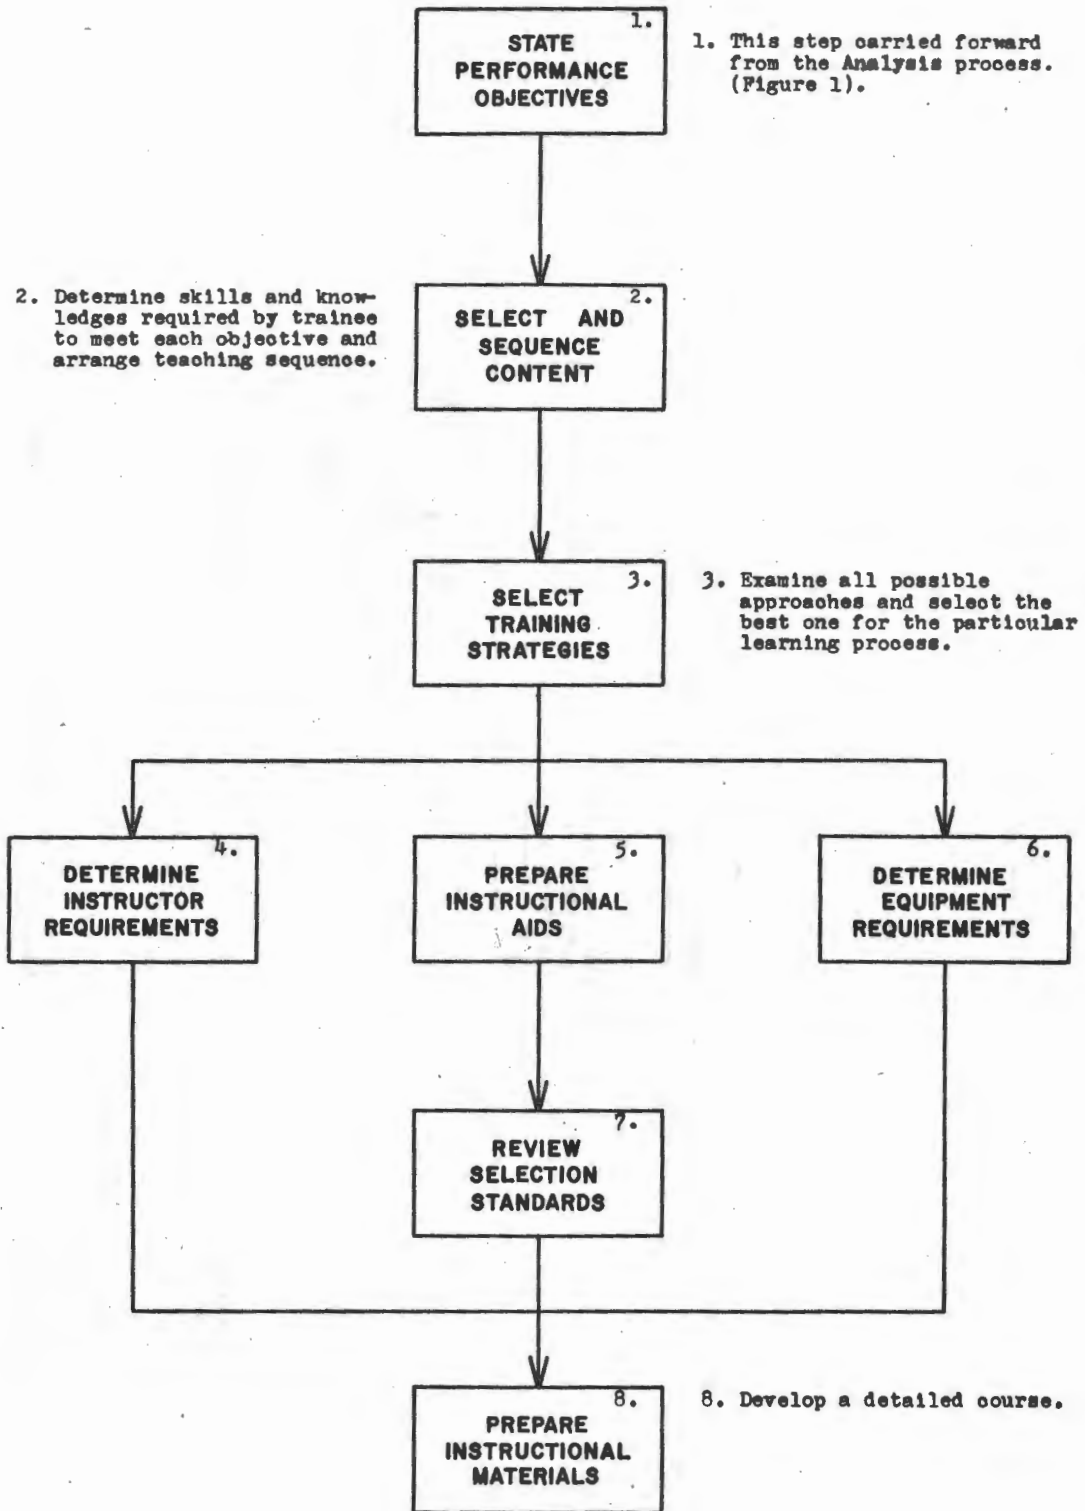 1.
STATE
PERFORMANCE
OBJECTIVES
1. This step carried forward
from the Analysis process.
(Figure 1).
2. Determine skills and know-
ledges required by trainee
to meet each objective and
arrange teaching sequence.
2.
SELECT AND
SEQUENCE
CONTENT
3.
SELECT
TRAINING
STRATEGIES
3. Examine all possible
approaches and select the
best one for the particular
learning process.
4.
DETERMINE
INSTRUCTOR
REQUIREMENTS
5.
PREPARE
INSTRUCTIONAL
AIDS
6.
DETERMINE
EQUIPMENT
REQUIREMENTS
7.
REVIEW
SELECTION
STANDARDS
8.
PREPARE
INSTRUCTIONAL
MATERIALS
8. Develop a detailed course.